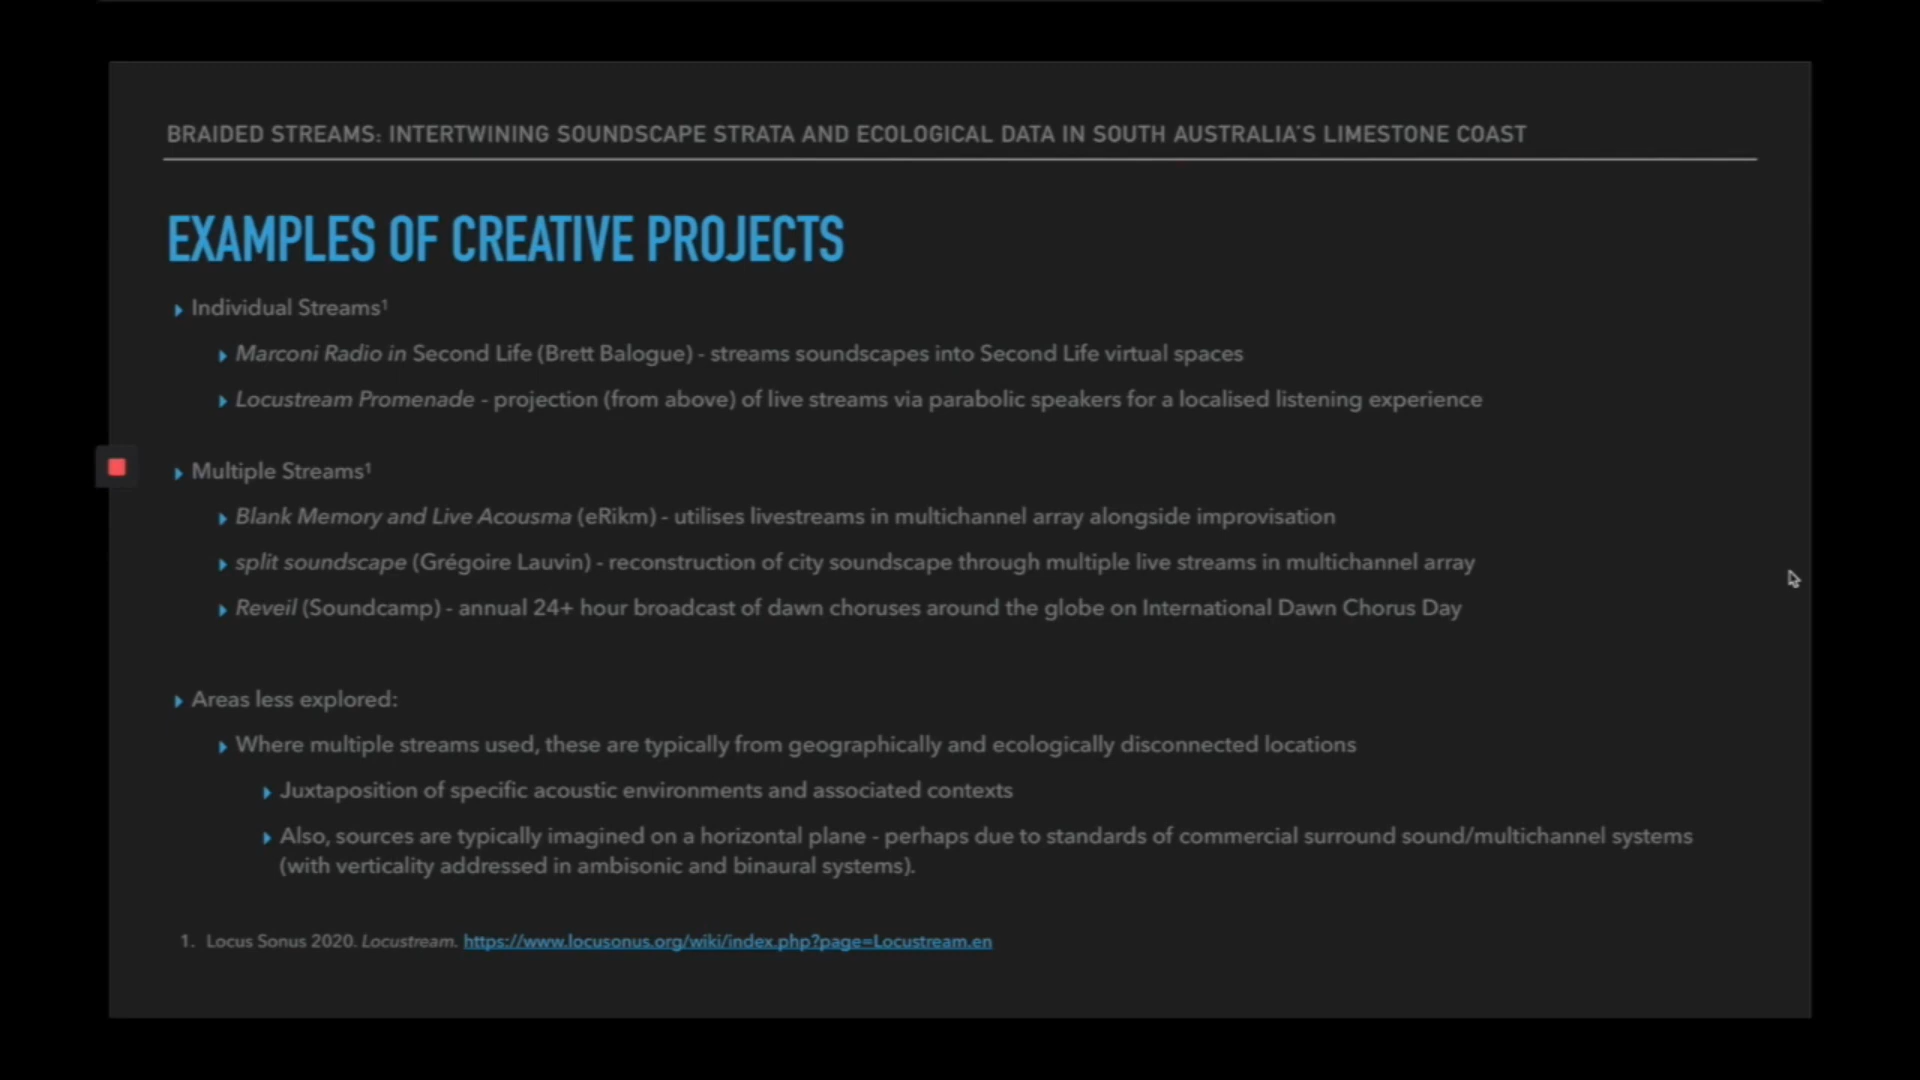 BRAIDED STREAMS: INTERTWINING SOUNDSCAPE STRATA AND ECOLOGICAL DATA IN SOUTH AUSTRALIA'S LIMESTONE COAST
EXAMPLES OF CREATIVE PROJECTS
Individual Streams¹
Marconi Radio in Second Life (Brett Balogue) - streams soundscapes into Second Life virtual spaces
Locustream Promenade - projection (from above) of live streams via parabolic speakers for a localised listening experience
Multiple Streams¹
Blank Memory and Live Acousma (eRikm) - utilises livestreams in multichannel array alongside improvisation
split soundscape (Grégoire Lauvin) - reconstruction of city soundscape through multiple live streams in multichannel array
Reveil (Soundcamp) - annual 24+ hour broadcast of dawn choruses around the globe on International Dawn Chorus Day
Areas less explored:
Where multiple streams used, these are typically from geographically and ecologically disconnected locations
Juxtaposition of specific acoustic environments and associated contexts
Also, sources are typically imagined on a horizontal plane - perhaps due to standards of commercial surround sound/multichannel systems
(with verticality addressed in ambisonic and binaural systems).
1. Locus Sonus 2020. Locustream. https://www.locusonus.org/wiki/index.php?page=Locustream.en